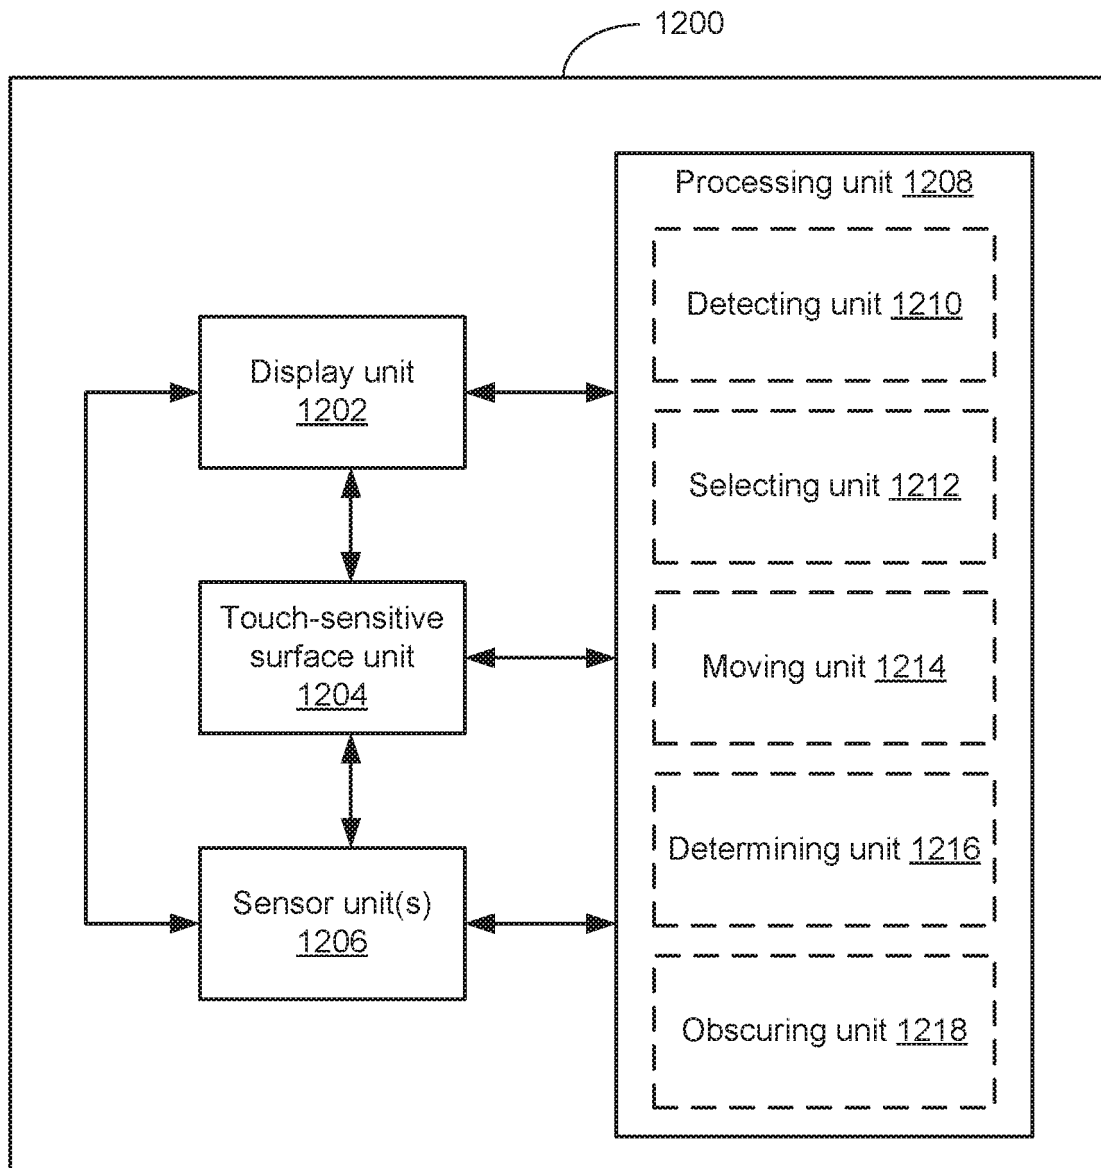 1200
Processing unit 1208
Detecting unit 1210
Display unit
1202
Selecting unit 1212
Touch-sensitive
surface unit
1204
Moving unit 1214
Determining unit 1216
Sensor unit(s)
1206
Obscuring unit 1218